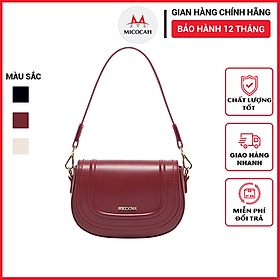 MICOCAH
GIAN HÀNG CHÍNH HÃNG
BẢO HÀNH 12 THÁNG
MÀU SẮC
CHẤT LƯỢNG
TỐT
GIAO HÀNG
NHANH
MIỄN PHÍ
ĐỔI TRẢ
MICOCAH